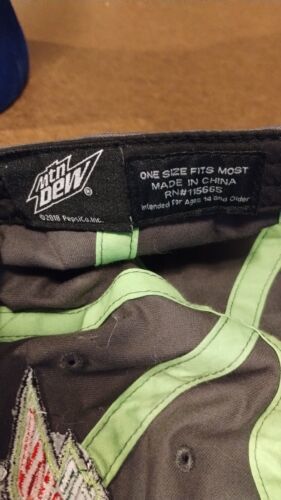 Mtn
DEW®
©2018 PepsiCo, Inc.
ONE SIZE FITS MOST
MADE IN CHINA
RN#115665
Intended For Ages 14 and Older